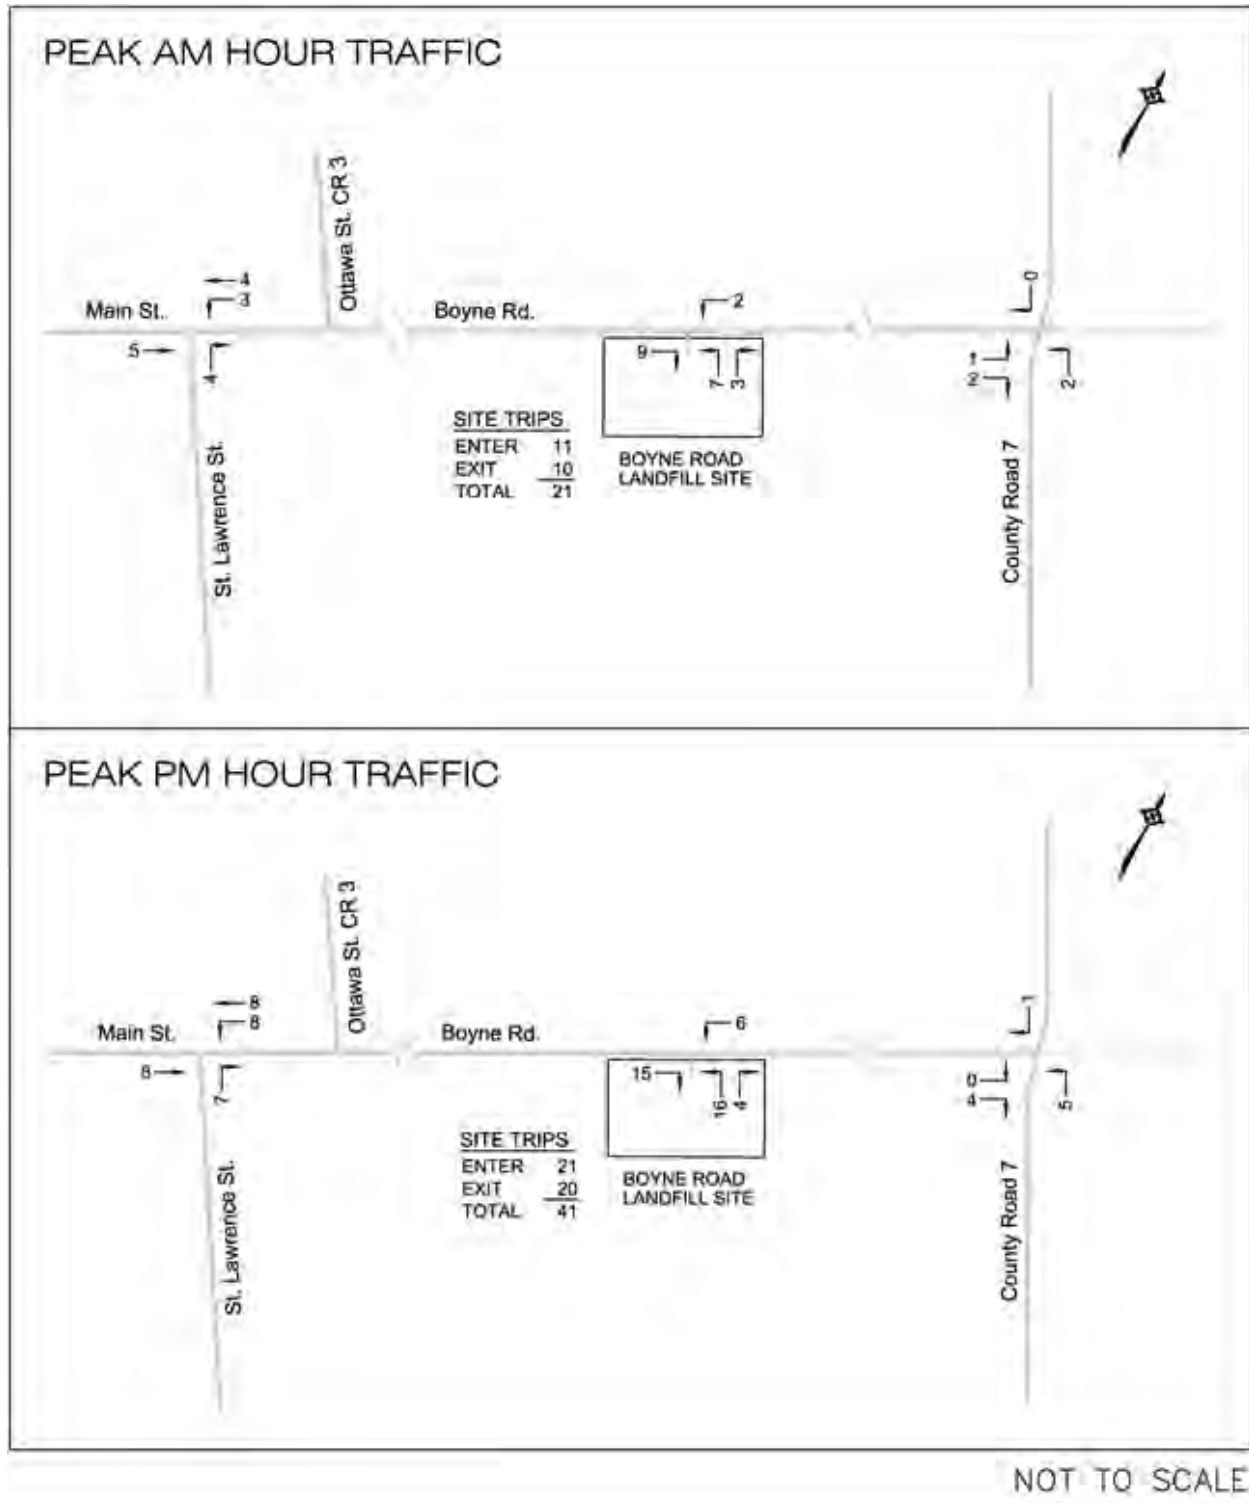 PEAK AM HOUR TRAFFIC
Ottawa St. CR 3
0
4
3
2
Main St.
Boyne Rd.
5
4
9
7
3
1
2
2
SITE TRIPS
ENTER 11
EXIT 10
TOTAL 21
BOYNE ROAD
LANDFILL SITE
St. Lawrence St.
County Road 7
PEAK PM HOUR TRAFFIC
Ottawa St. CR 3
1
8
8
6
Main St.
Boyne Rd.
8
7
15
16
4
0
4
5
SITE TRIPS
ENTER 21
EXIT 20
TOTAL 41
BOYNE ROAD
LANDFILL SITE
St. Lawrence St.
County Road 7
NOT TO SCALE